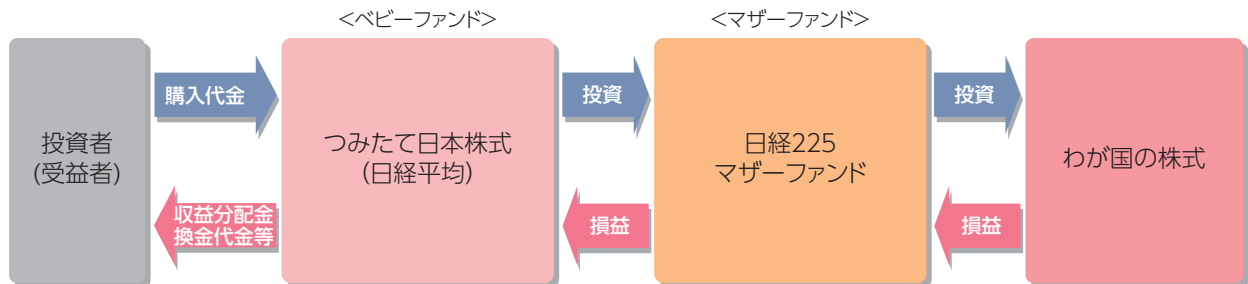 ＜ベビーファンド＞
＜マザーファンド＞
投資者
(受益者)
購入代金
収益分配金
換金代金等
つみたて日本株式
(日経平均)
投資
損益
日経225
マザーファンド
投資
損益
わが国の株式